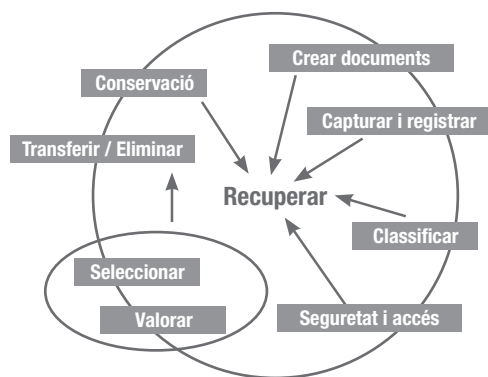 Crear documents
Conservació
Capturar i registrar
Transferir / Eliminar
Recuperar
Classificar
Seleccionar
Valorar
Seguretat i accés